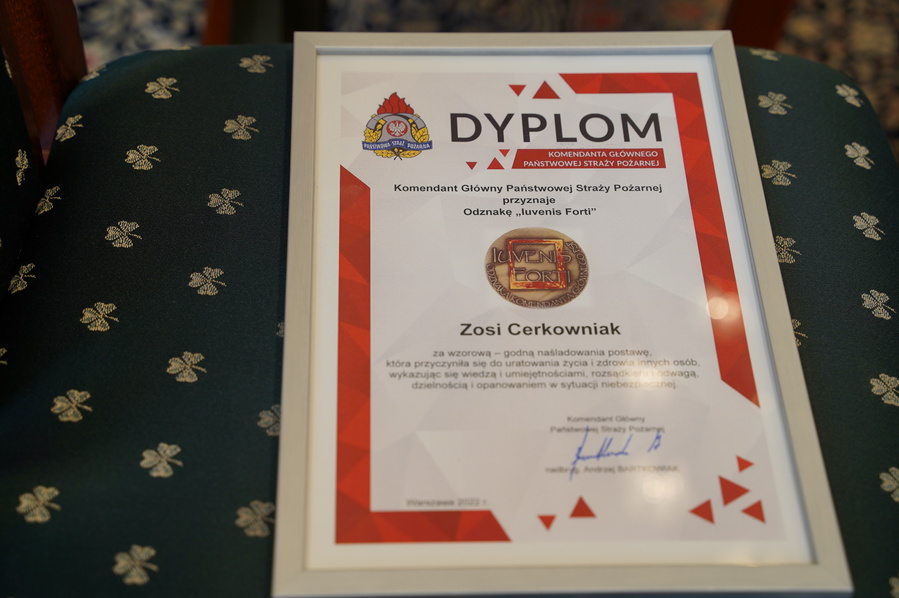 DYPLOM
PAŃSTWOWA STRAŻ POŻARNA
KOMENDANTA GŁÓWNEGO
PAŃSTWOWEJ STRAŻY POŻARNEJ
Komendant Główny Państwowej Straży Pożarnej
przyznaje
Odznakę „Iuvenis Forti”
IUVENIS
FORTI
Zosi Cerkowniak
za wzorową – godną naśladowania postawę,
która przyczyniła się do uratowania życia i zdrowia innych osób,
wykazując się wiedzą i umiejętnościami, rozsądkiem i odwagą,
dzielnością i opanowaniem w sytuacji niebezpiecznej.
Komendant Główny
Państwowej Straży Pożarnej
nadbryg. Andrzej BARTKOWIAK
Warszawa 2022 r.